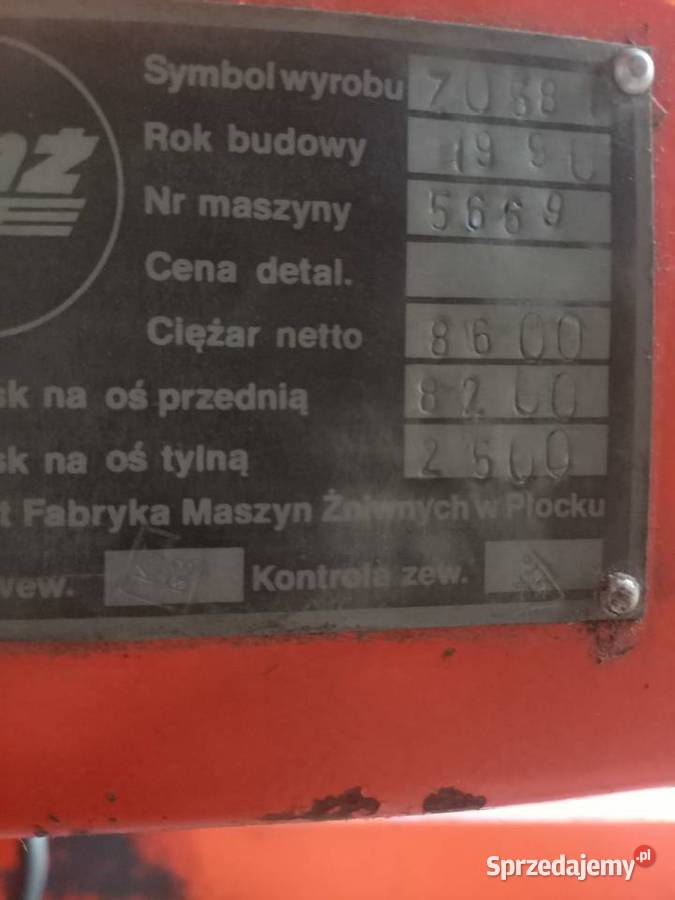 Symbol wyrobu Z056
Rok budowy 1990
Nr maszyny 5669
Cena detal.
Ciężar netto 8600
sk na oś przednią 8200
sk na oś tylną 2500
t Fabryka Maszyn Żniwnych w Płocku
wew. Kontrola zew.
Sprzedajemy.pl